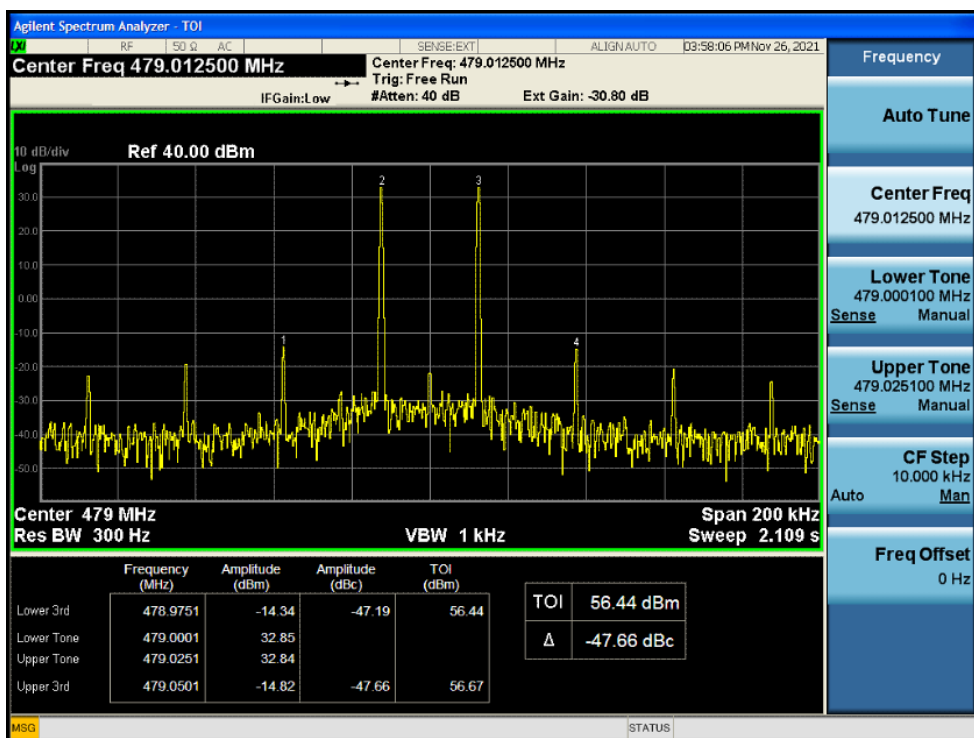 Agilent Spectrum Analyzer - TOI
LXI RF 50 Ω AC SENSE:EXT ALIGN AUTO 03:58:06 PM Nov 26, 2021
Center Freq 479.012500 MHz
Center Freq: 479.012500 MHz
Trig: Free Run
IFGain:Low #Atten: 40 dB Ext Gain: -30.80 dB
10 dB/div Ref 40.00 dBm
Log
30.0
20.0
10.0
0.00
-10.0
-20.0
-30.0
-40.0
-50.0
1
2
3
4
Center 479 MHz Span 200 kHz
Res BW 300 Hz VBW 1 kHz Sweep 2.109 s
Frequency (MHz) Amplitude (dBm) Amplitude (dBc) TOI (dBm)
Lower 3rd 478.9751 -14.34 -47.19 56.44
Lower Tone 479.0001 32.85
Upper Tone 479.0251 32.84
Upper 3rd 479.0501 -14.82 -47.66 56.67
TOI 56.44 dBm
Δ -47.66 dBc
Frequency
Auto Tune
Center Freq
479.012500 MHz
Lower Tone
479.000100 MHz
Sense Manual
Upper Tone
479.025100 MHz
Sense Manual
CF Step
10.000 kHz
Auto Man
Freq Offset
0 Hz
MSG STATUS